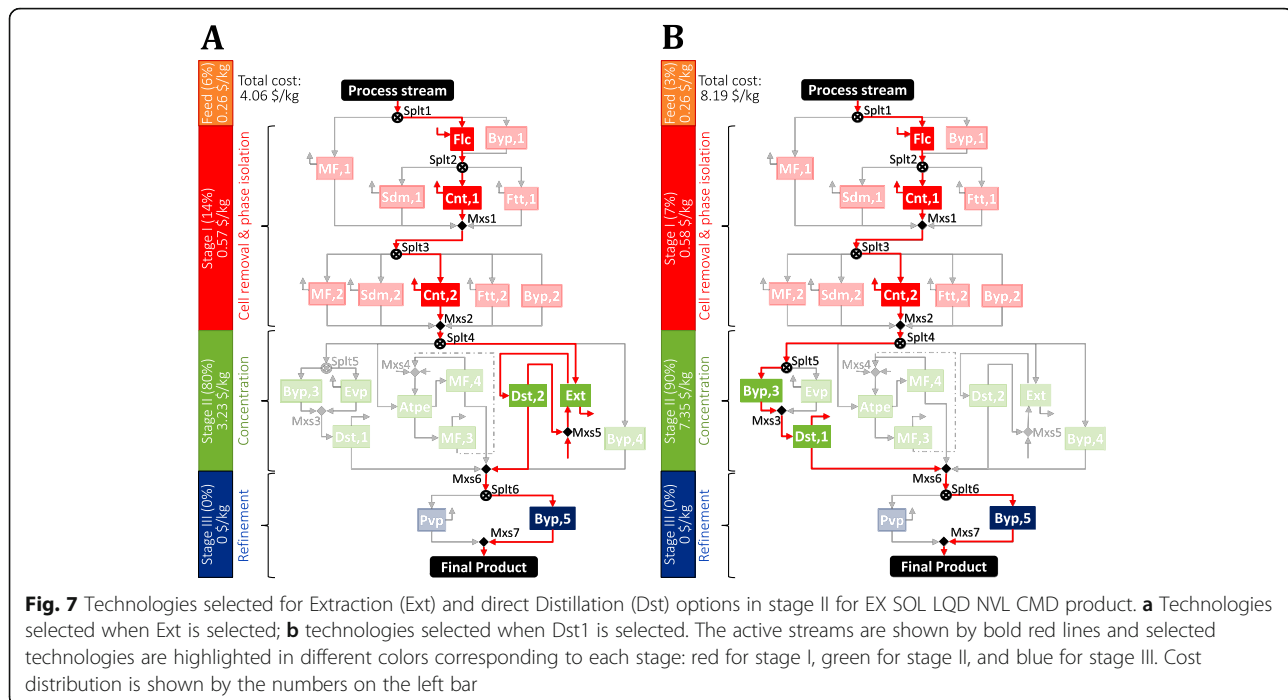 A
Feed (6%)
0.26 $/kg
Total cost:
4.06 $/kg
Process stream
Splt1
Flc
Byp,1
MF,1
Splt2
Sdm,1
Cnt,1
Ftt,1
Mxs1
Stage I (14%)
0.57 $/kg
Cell removal & phase isolation
Splt3
MF,2
Sdm,2
Cnt,2
Ftt,2
Byp,2
Mxs2
Splt4
Stage II (80%)
3.23 $/kg
Concentration
Splt5
Byp,3
Evp
Mxs3
Dst,1
Mxs4
MF,4
Atpe
MF,3
Dst,2
Ext
Mxs5
Byp,4
Mxs6
Stage III (0%)
0 $/kg
Refinement
Splt6
Pvp
Byp,5
Mxs7
Final Product
B
Feed (3%)
0.26 $/kg
Total cost:
8.19 $/kg
Process stream
Splt1
Flc
Byp,1
MF,1
Splt2
Sdm,1
Cnt,1
Ftt,1
Mxs1
Stage I (7%)
0.58 $/kg
Cell removal & phase isolation
Splt3
MF,2
Sdm,2
Cnt,2
Ftt,2
Byp,2
Mxs2
Splt4
Stage II (90%)
7.35 $/kg
Concentration
Splt5
Byp,3
Evp
Mxs3
Dst,1
Mxs4
MF,4
Atpe
MF,3
Dst,2
Ext
Mxs5
Byp,4
Mxs6
Stage III (0%)
0 $/kg
Refinement
Splt6
Pvp
Byp,5
Mxs7
Final Product
Fig. 7 Technologies selected for Extraction (Ext) and direct Distillation (Dst) options in stage II for EX SOL LQD NVL CMD product. a Technologies
selected when Ext is selected; b technologies selected when Dst1 is selected. The active streams are shown by bold red lines and selected
technologies are highlighted in different colors corresponding to each stage: red for stage I, green for stage II, and blue for stage III. Cost
distribution is shown by the numbers on the left bar